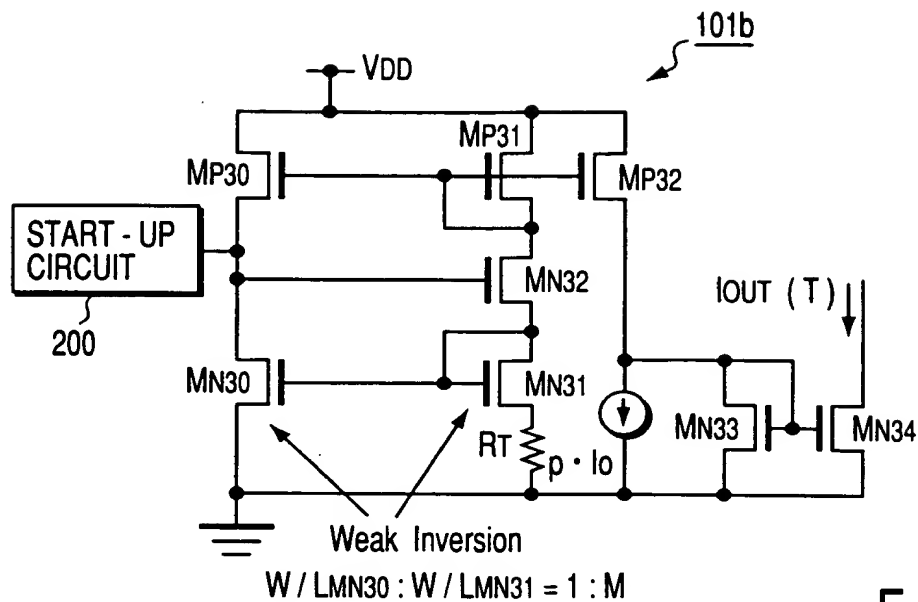 101b
VDD
MP31
MP30
MP32
START - UP
CIRCUIT
200
MN32
IOUT ( T )
MN30
MN31
MN33
MN34
RT
p · Io
Weak Inversion
W / LMN30 : W / LMN31 = 1 : M